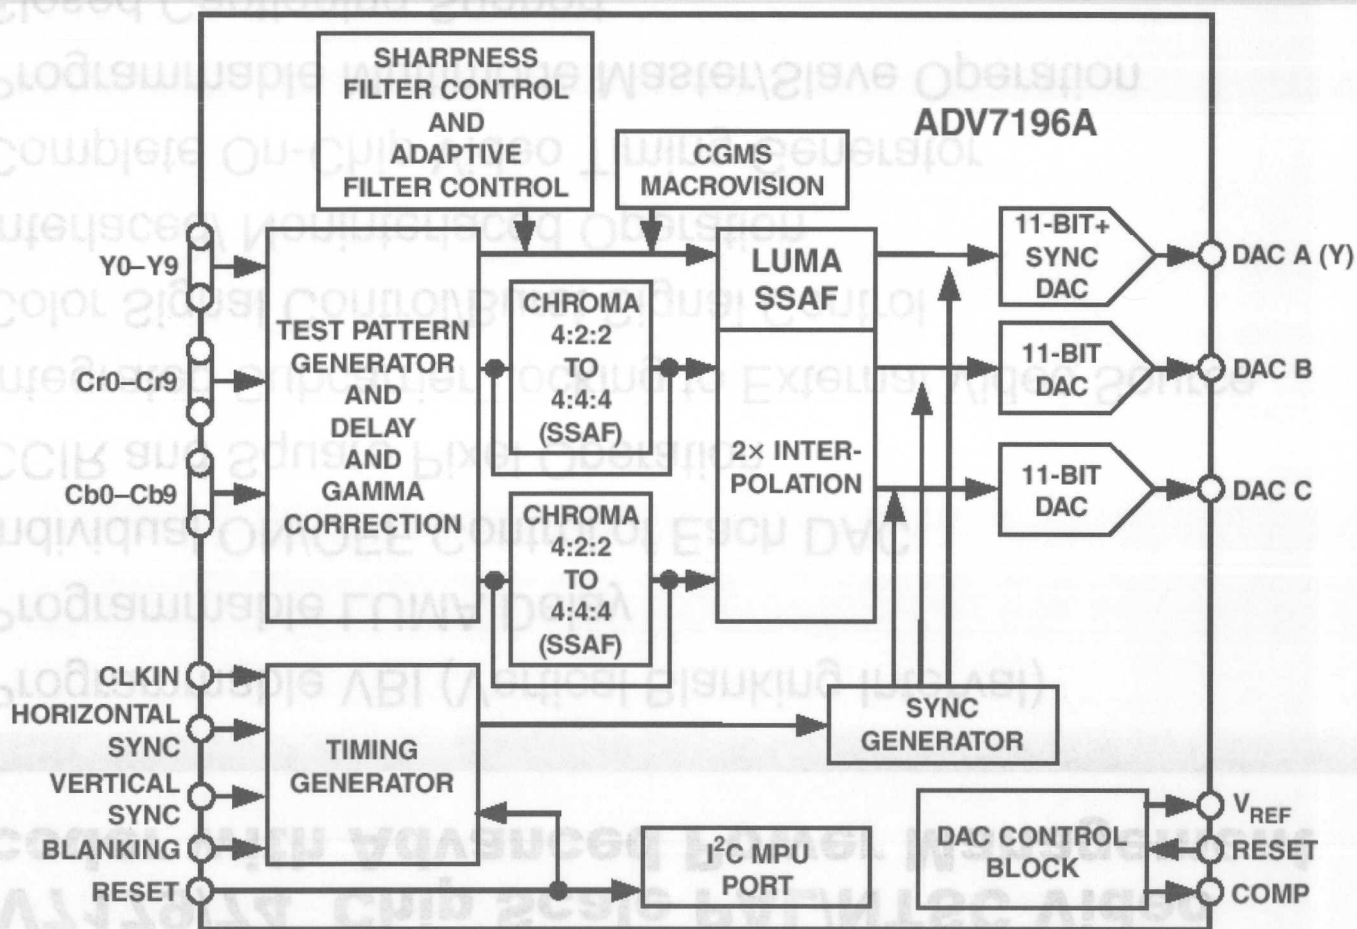 SHARPNESS
FILTER CONTROL
AND
ADAPTIVE
FILTER CONTROL
CGMS
MACROVISION
ADV7196A
Y0–Y9
Cr0–Cr9
Cb0–Cb9
TEST PATTERN
GENERATOR
AND
DELAY
AND
GAMMA
CORRECTION
CHROMA
4:2:2
TO
4:4:4
(SSAF)
CHROMA
4:2:2
TO
4:4:4
(SSAF)
LUMA
SSAF
2× INTER-
POLATION
11-BIT+
SYNC
DAC
DAC A (Y)
11-BIT
DAC
DAC B
11-BIT
DAC
DAC C
CLKIN
HORIZONTAL
SYNC
VERTICAL
SYNC
BLANKING
RESET
TIMING
GENERATOR
SYNC
GENERATOR
I²C MPU
PORT
DAC CONTROL
BLOCK
VREF
RESET
COMP